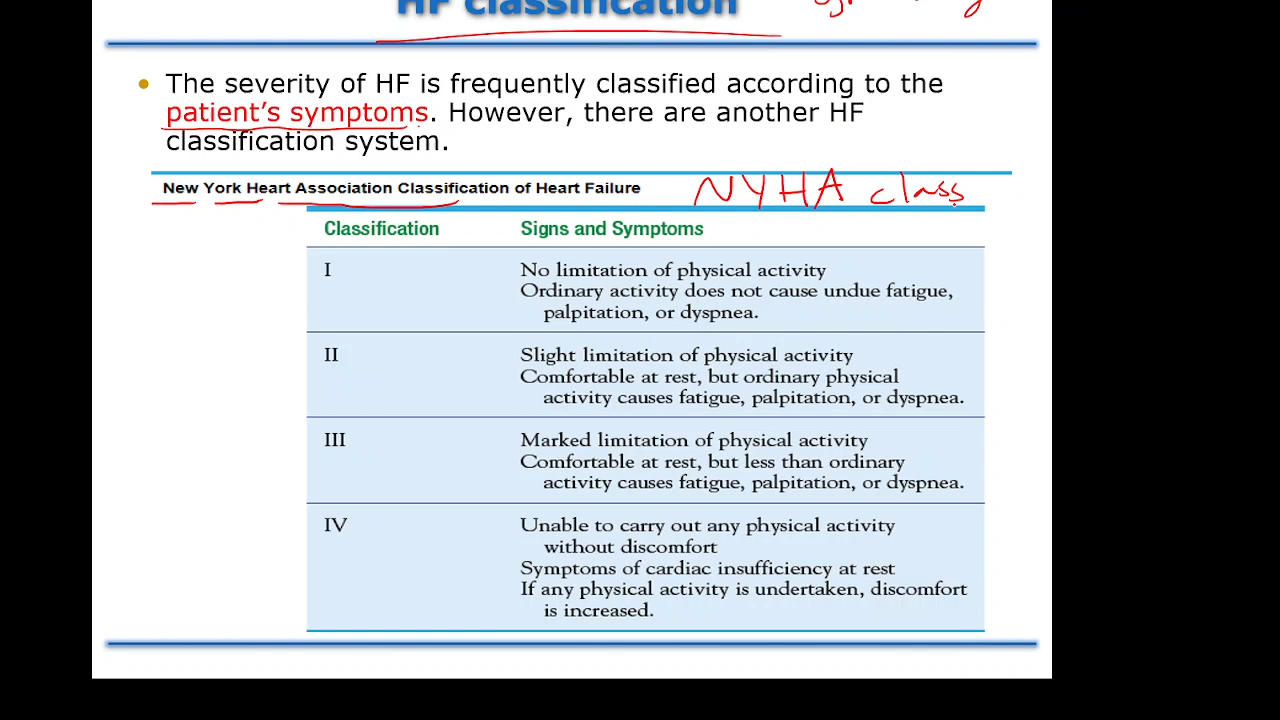 HF classification
• The severity of HF is frequently classified according to the
patient's symptoms. However, there are another HF
classification system.
New York Heart Association Classification of Heart Failure NYHA class
Classification Signs and Symptoms
I No limitation of physical activity
Ordinary activity does not cause undue fatigue,
palpitation, or dyspnea.
II Slight limitation of physical activity
Comfortable at rest, but ordinary physical
activity causes fatigue, palpitation, or dyspnea.
III Marked limitation of physical activity
Comfortable at rest, but less than ordinary
activity causes fatigue, palpitation, or dyspnea.
IV Unable to carry out any physical activity
without discomfort
Symptoms of cardiac insufficiency at rest
If any physical activity is undertaken, discomfort
is increased.